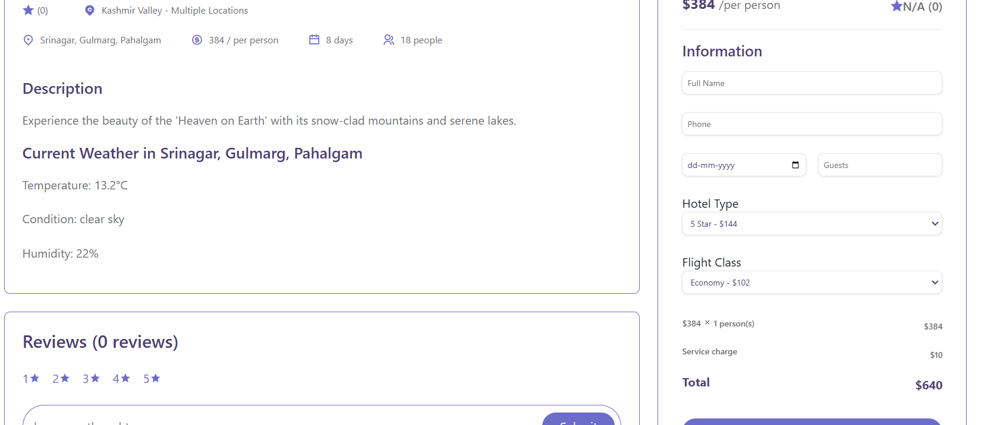 (0) Kashmir Valley - Multiple Locations
Srinagar, Gulmarg, Pahalgam 384 / per person 8 days 18 people
Description
Experience the beauty of the 'Heaven on Earth' with its snow-clad mountains and serene lakes.
Current Weather in Srinagar, Gulmarg, Pahalgam
Temperature: 13.2°C
Condition: clear sky
Humidity: 22%
Reviews (0 reviews)
1 2 3 4 5
Submit
$384 /per person N/A (0)
Information
Full Name
Phone
dd-mm-yyyy Guests
Hotel Type
5 Star - $144
Flight Class
Economy - $102
$384 × 1 person(s) $384
Service charge $10
Total $640